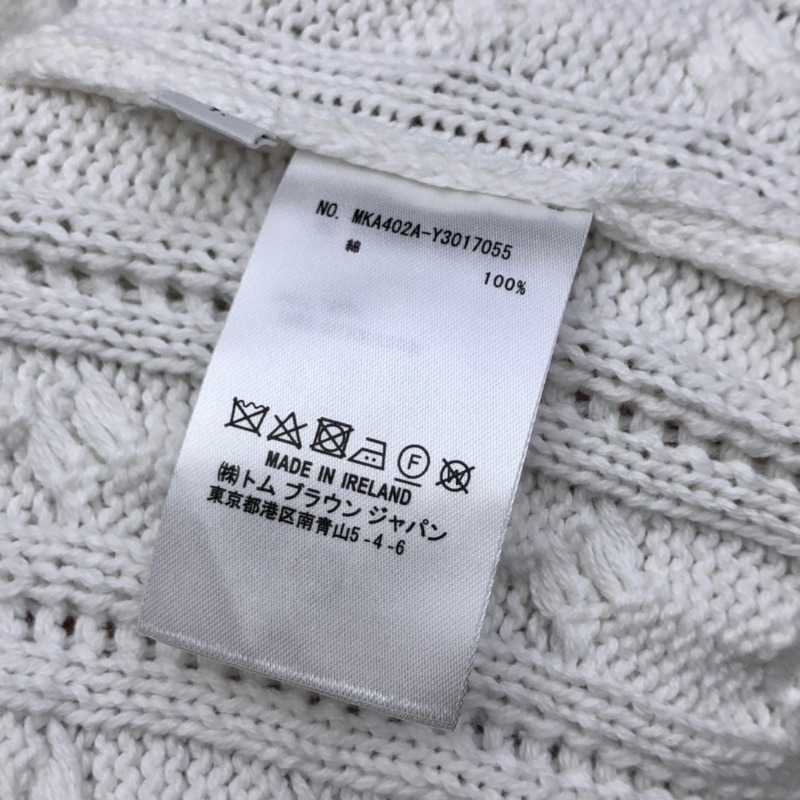 NO. MKA402A-Y3017055
綿 100%
F W
MADE IN IRELAND
㈱トム ブラウン ジャパン
東京都港区南青山5-4-6